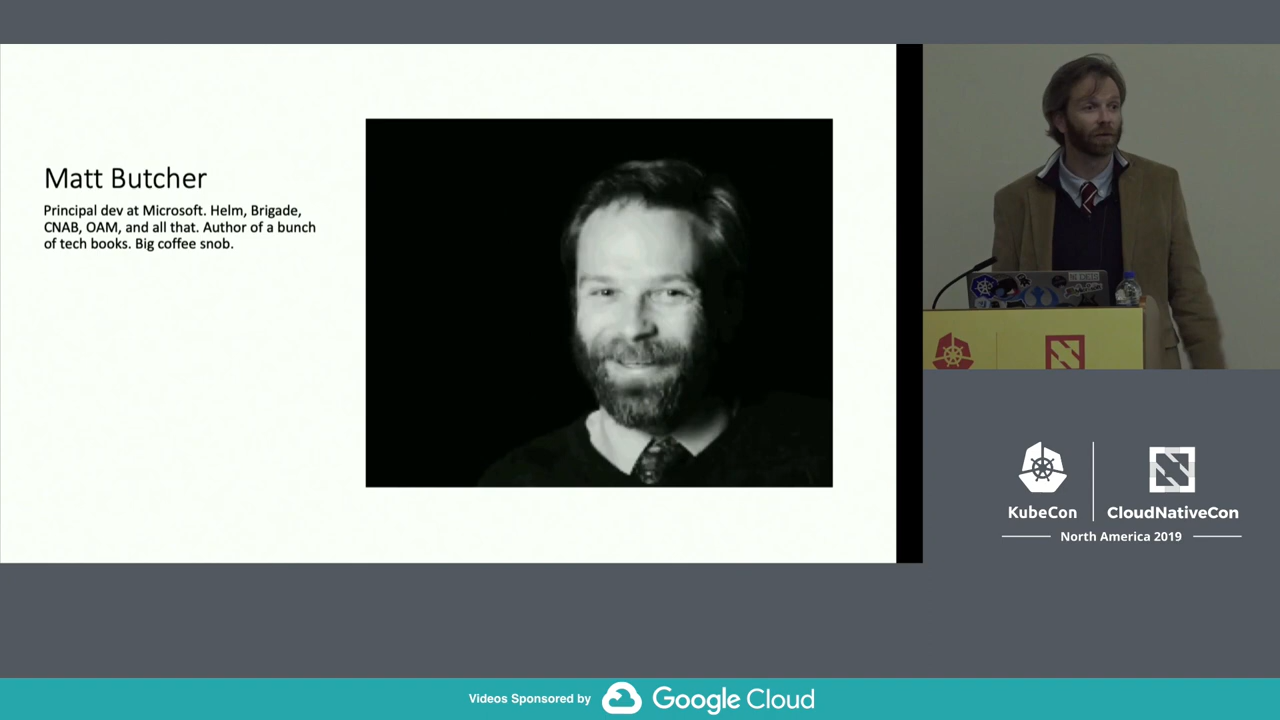 Matt Butcher
Principal dev at Microsoft. Helm, Brigade,
CNAB, OAM, and all that. Author of a bunch
of tech books. Big coffee snob.
KubeCon
CloudNativeCon
North America 2019
Videos Sponsored by
Google Cloud